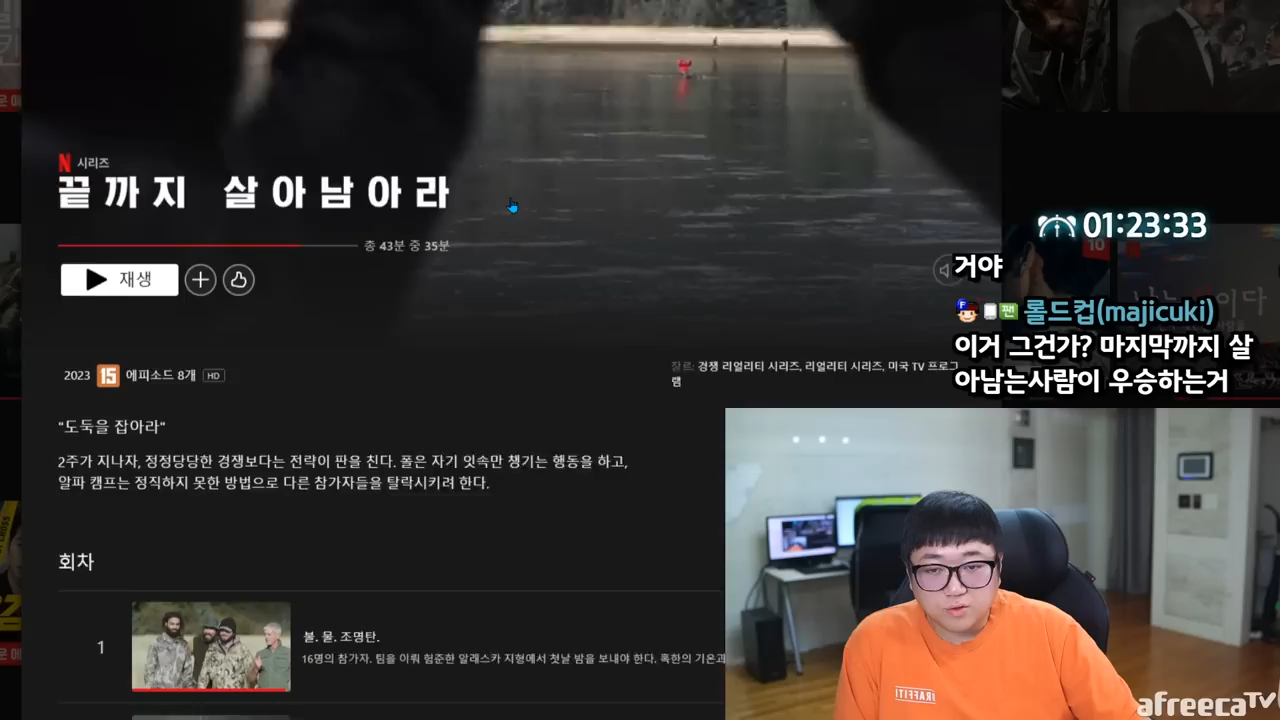 N 시리즈
끝까지 살아남아라
총 43분 중 35분
재생
2023 15 에피소드 8개 HD
장르: 경쟁 리얼리티 시리즈, 리얼리티 시리즈, 미국 TV 프로그
램
"도둑을 잡아라"
2주가 지나자, 정정당당한 경쟁보다는 전략이 판을 친다. 폴은 자기 잇속만 챙기는 행동을 하고,
알파 캠프는 정직하지 못한 방법으로 다른 참가자들을 탈락시키려 한다.
회차
1
불. 물. 조명탄.
16명의 참가자. 팀을 이뤄 험준한 알래스카 지형에서 첫날 밤을 보내야 한다. 혹한의 기온과
01:23:33
10
거야
F 팬 롤드컵(majicuki)
이거 그건가? 마지막까지 살
아남는사람이 우승하는거
GRAFFITI
afreecaTV